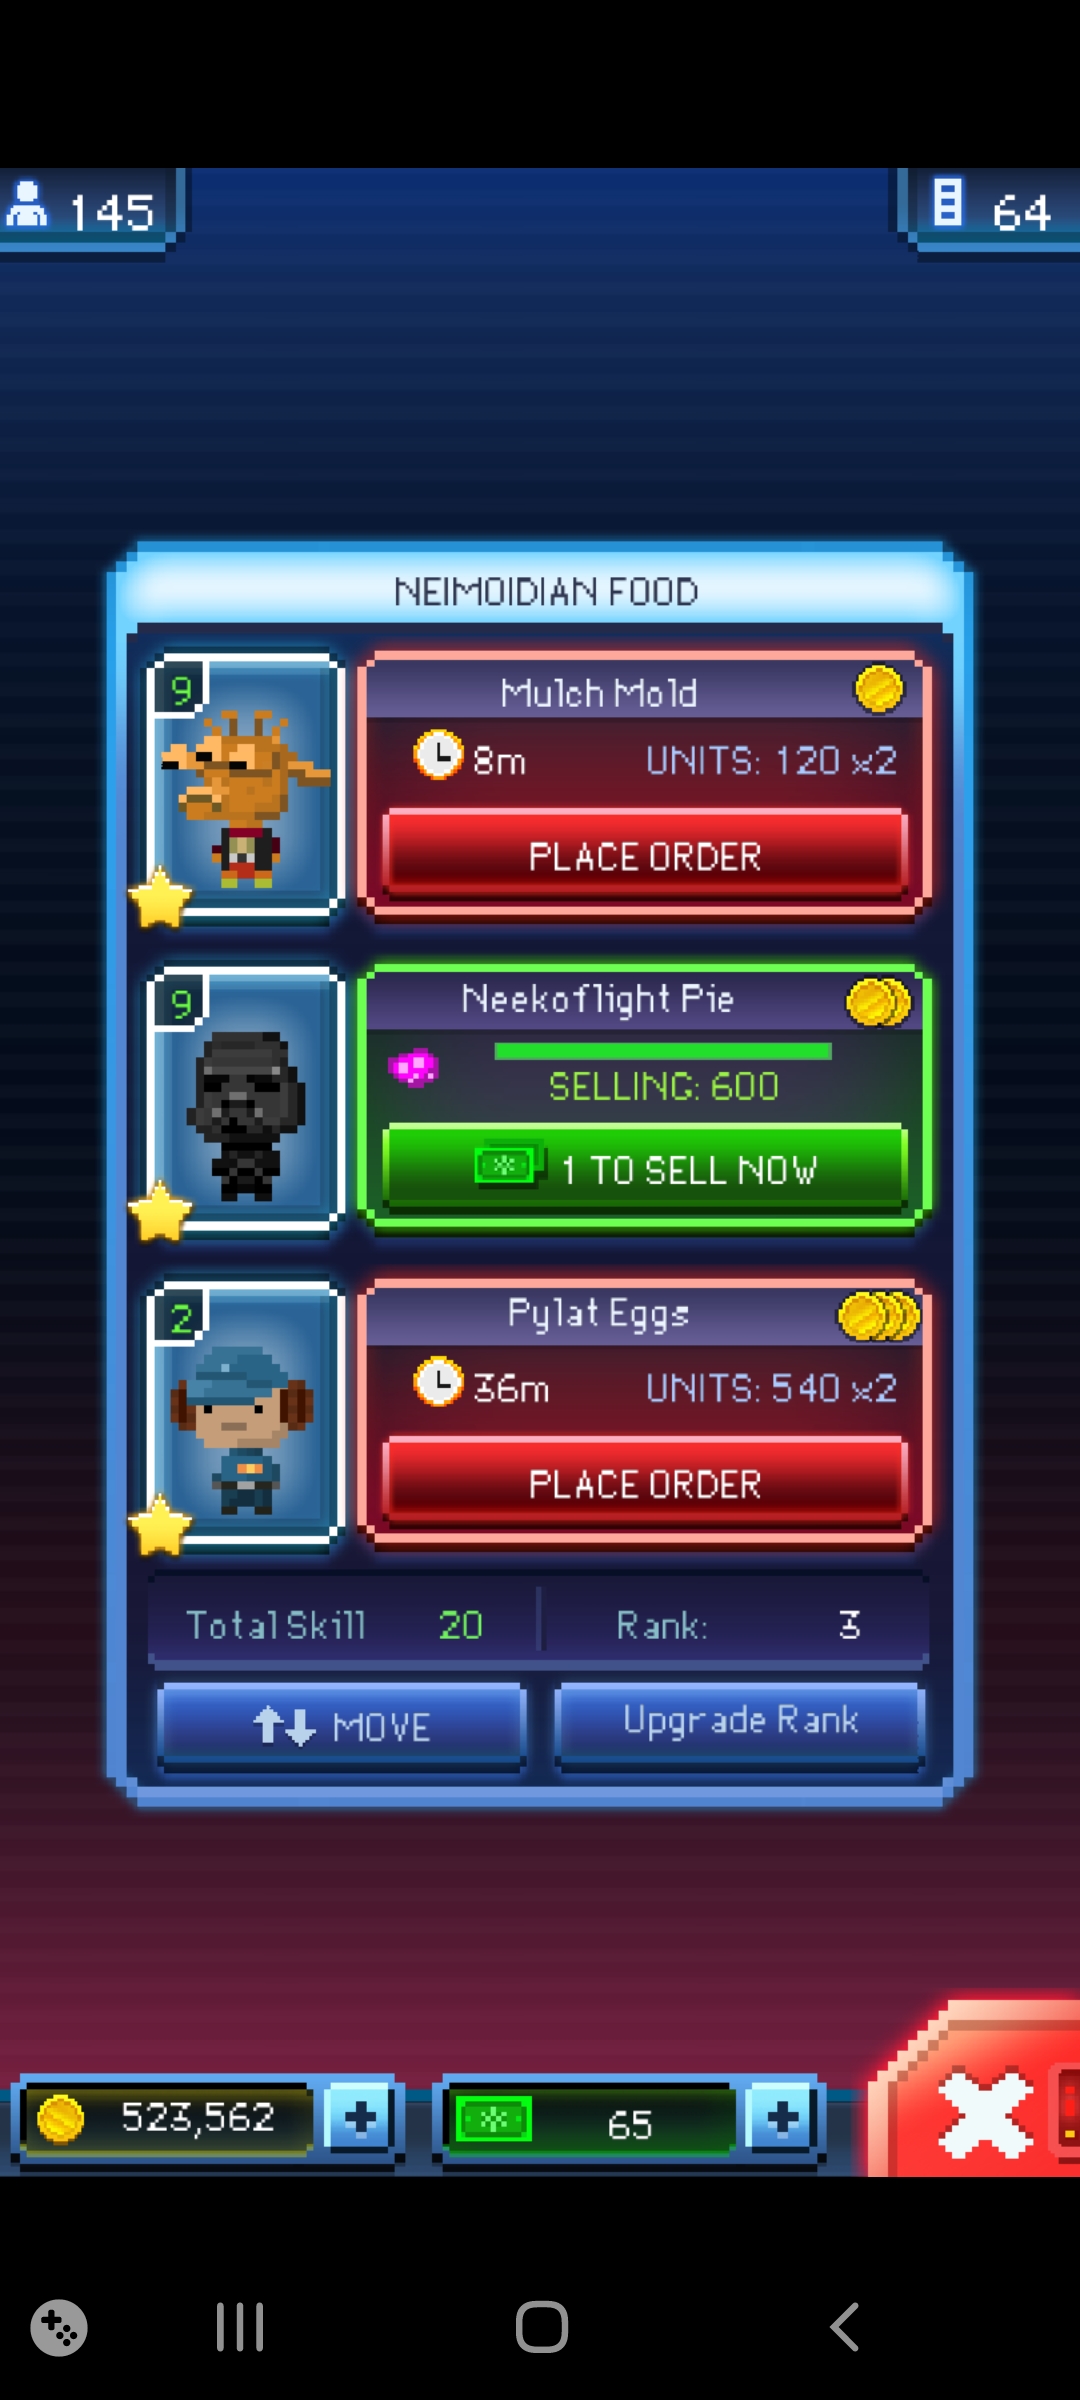 145
64
NEIMOIDIAN FOOD
9
Mulch Mold
8m
UNITS: 120 x2
PLACE ORDER
9
Neekoflight Pie
SELLING: 600
1 TO SELL NOW
2
Pylat Eggs
36m
UNITS: 540 x2
PLACE ORDER
Total Skill 20
Rank: 3
MOVE
Upgrade Rank
523,562
65